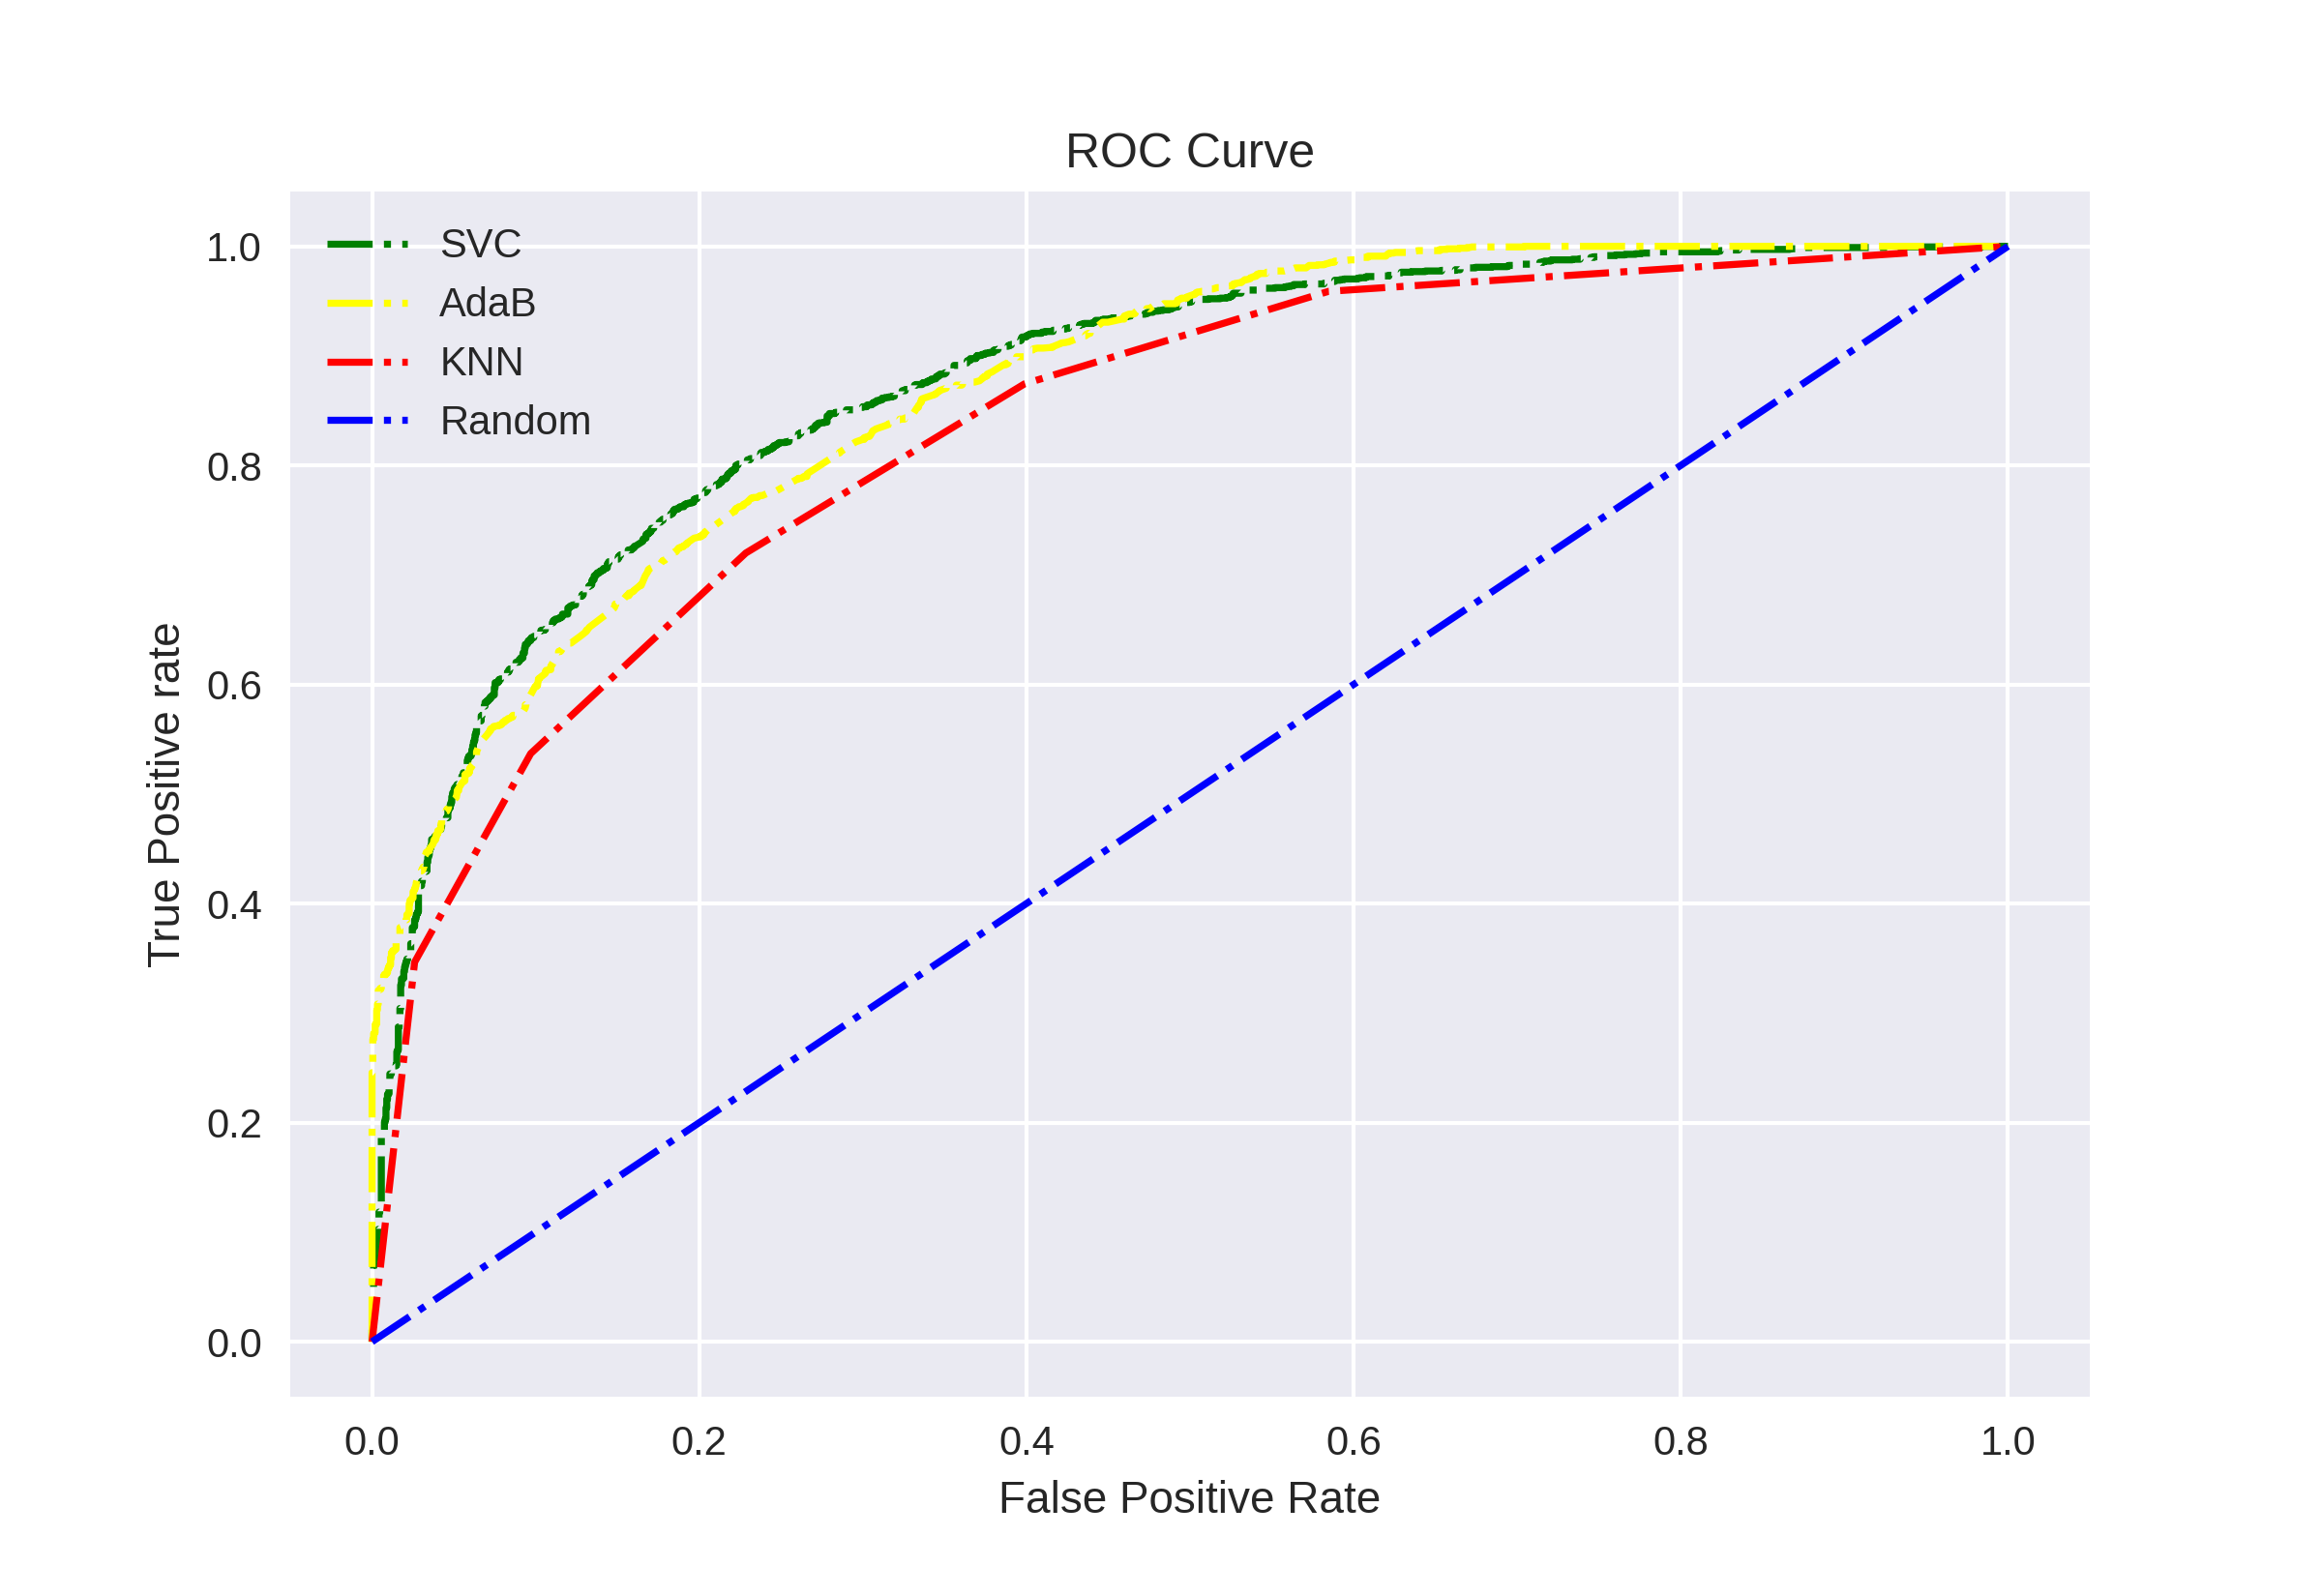 ROC Curve
SVC
AdaB
KNN
Random
True Positive rate
1.0
0.8
0.6
0.4
0.2
0.0
0.0 0.2 0.4 0.6 0.8 1.0
False Positive Rate